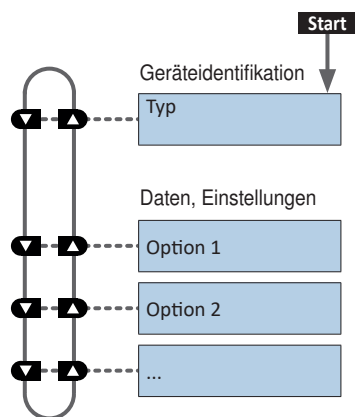 Start
Geräteidentifikation
Typ
Daten, Einstellungen
Option 1
Option 2
...